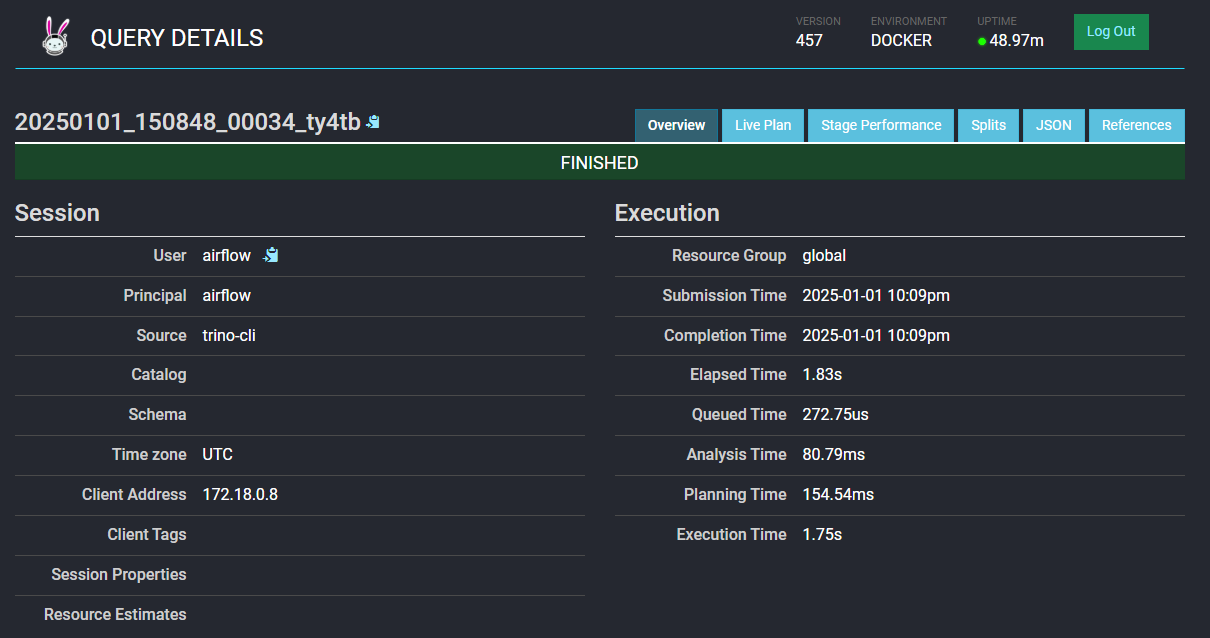 QUERY DETAILS
VERSION
457
ENVIRONMENT
DOCKER
UPTIME
48.97m
Log Out
20250101_150848_00034_ty4tb
Overview
Live Plan
Stage Performance
Splits
JSON
References
FINISHED
Session
User airflow
Principal airflow
Source trino-cli
Catalog
Schema
Time zone UTC
Client Address 172.18.0.8
Client Tags
Session Properties
Resource Estimates
Execution
Resource Group global
Submission Time 2025-01-01 10:09pm
Completion Time 2025-01-01 10:09pm
Elapsed Time 1.83s
Queued Time 272.75us
Analysis Time 80.79ms
Planning Time 154.54ms
Execution Time 1.75s